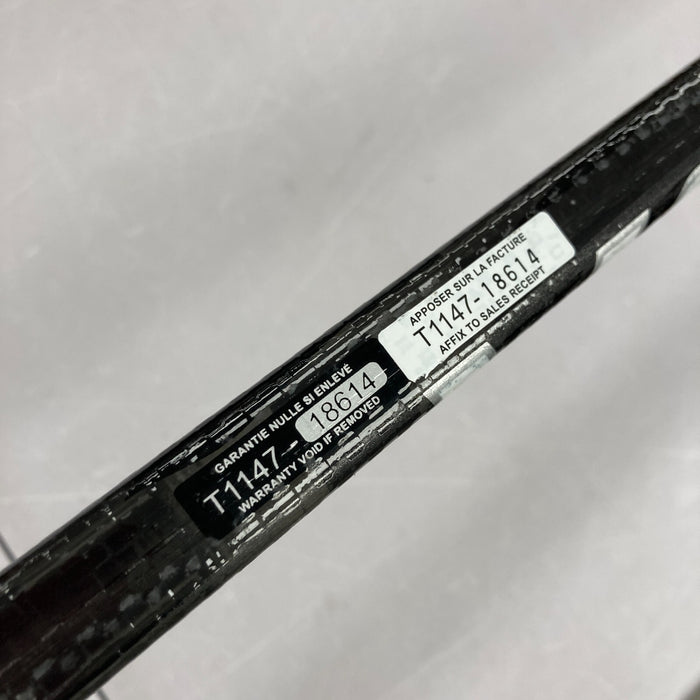 GARANTIE NULLE SI ENLEVÉ
T1147-18614
WARRANTY VOID IF REMOVED
APPOSER SUR LA FACTURE
T1147-18614
AFFIX TO SALES RECEIPT